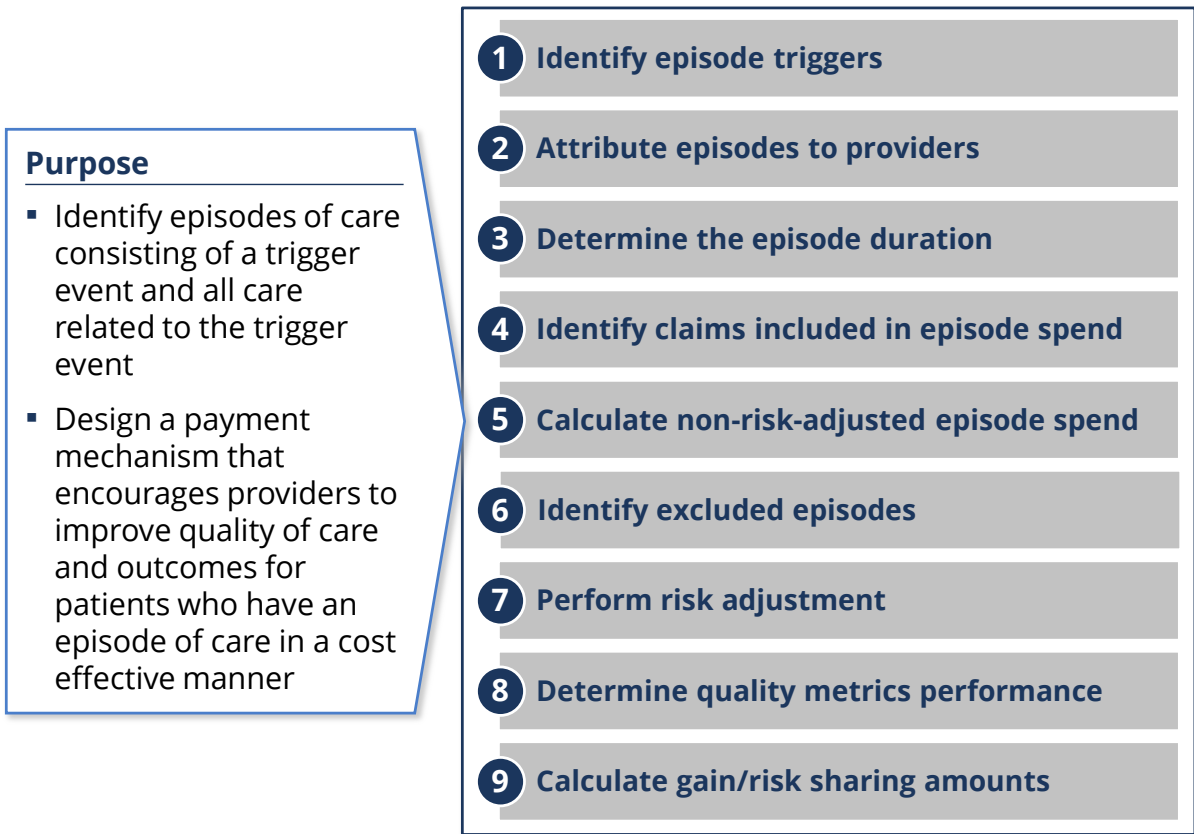 Purpose
▪ Identify episodes of care
consisting of a trigger
event and all care
related to the trigger
event
▪ Design a payment
mechanism that
encourages providers to
improve quality of care
and outcomes for
patients who have an
episode of care in a cost
effective manner
1 Identify episode triggers
2 Attribute episodes to providers
3 Determine the episode duration
4 Identify claims included in episode spend
5 Calculate non-risk-adjusted episode spend
6 Identify excluded episodes
7 Perform risk adjustment
8 Determine quality metrics performance
9 Calculate gain/risk sharing amounts